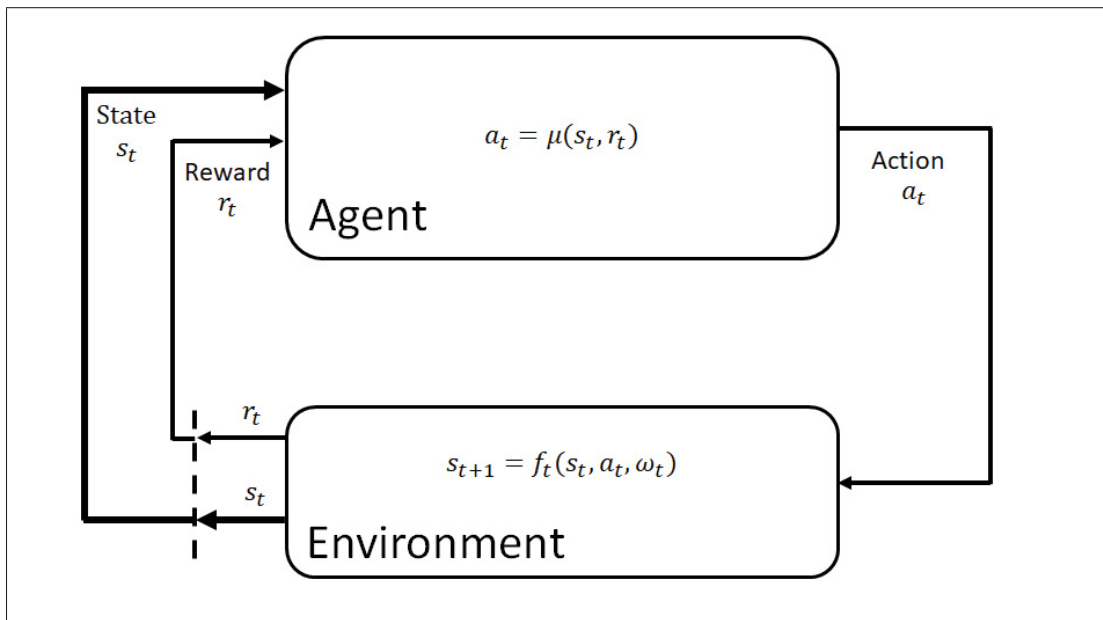 State
s_t
Reward
r_t
a_t = μ(s_t, r_t)
Agent
Action
a_t
r_t
s_t
s_{t+1} = f_t(s_t, a_t, ω_t)
Environment